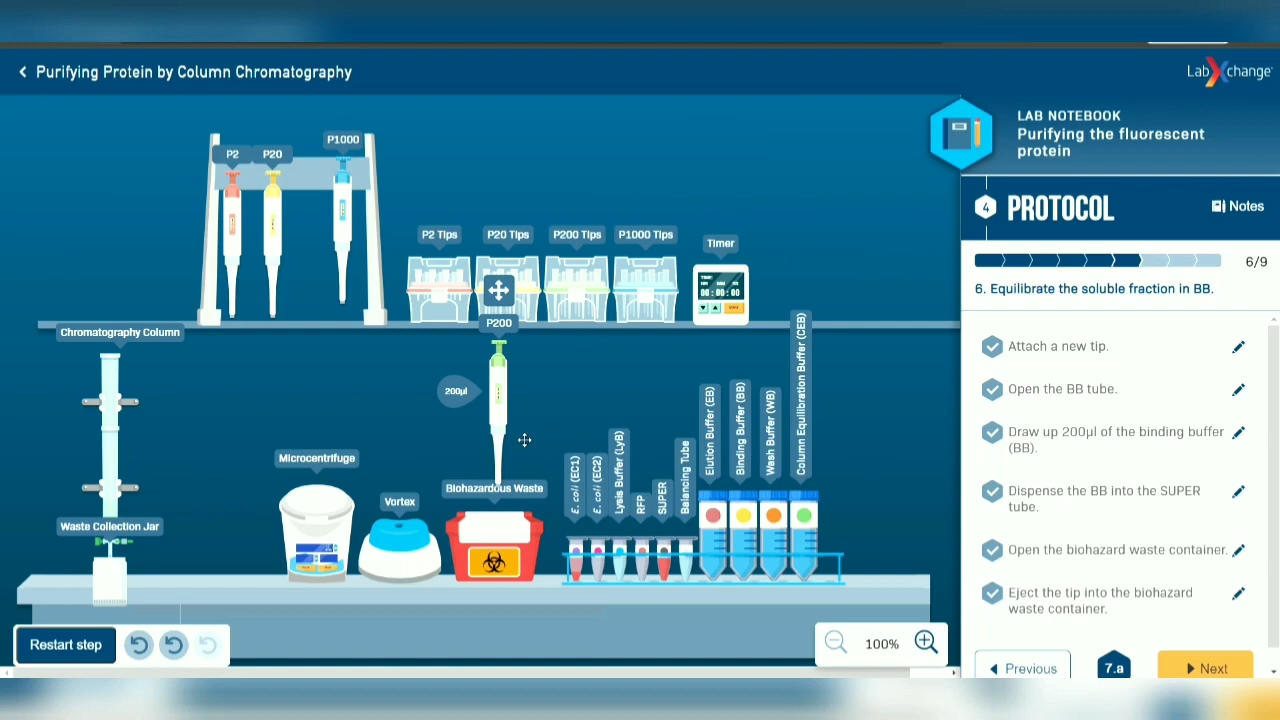 Purifying Protein by Column Chromatography
LabXchange
LAB NOTEBOOK
Purifying the fluorescent
protein
4
PROTOCOL
Notes
6/9
6. Equilibrate the soluble fraction in BB.
Attach a new tip.
Open the BB tube.
Draw up 200µl of the binding buffer
(BB).
Dispense the BB into the SUPER
tube.
Open the biohazard waste container.
Eject the tip into the biohazard
waste container.
Previous
7.a
Next
P2
P20
P1000
P2 Tips
P20 Tips
P200 Tips
P1000 Tips
Timer
00:00:00
P200
200µl
Chromatography Column
Waste Collection Jar
Microcentrifuge
Vortex
Biohazardous Waste
E. coli (EC1)
E. coli (EC2)
Lysis Buffer (LyB)
RFP
SUPER
Balancing Tube
Elution Buffer (EB)
Binding Buffer (BB)
Wash Buffer (WB)
Column Equilibration Buffer (CEB)
Restart step
100%